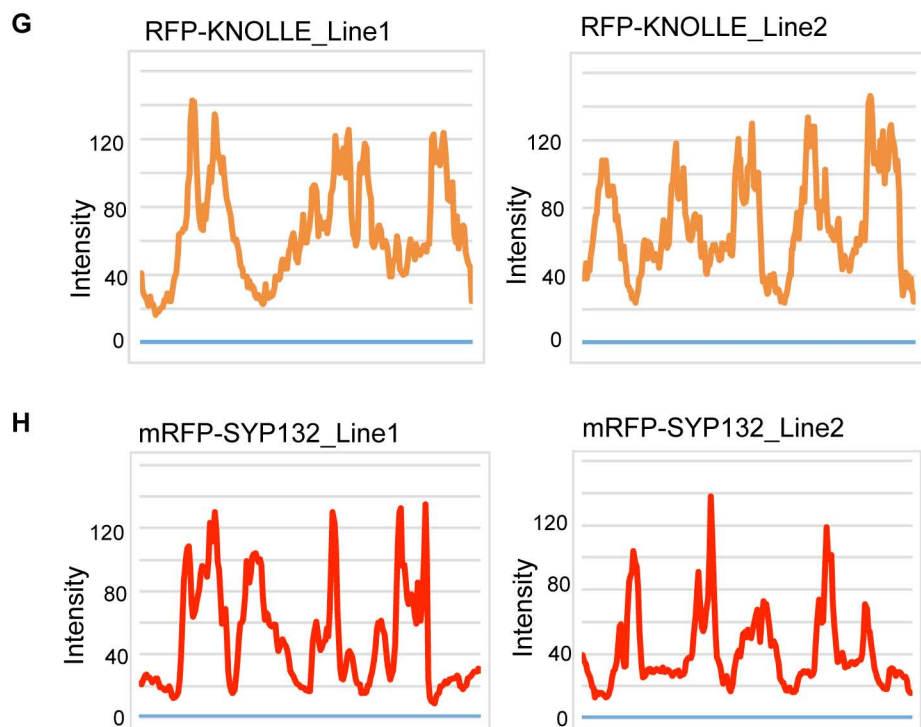 G
RFP-KNOLLE_Line1
RFP-KNOLLE_Line2
Intensity
120
80
40
0
Intensity
120
80
40
0
H
mRFP-SYP132_Line1
mRFP-SYP132_Line2
Intensity
120
80
40
0
Intensity
120
80
40
0